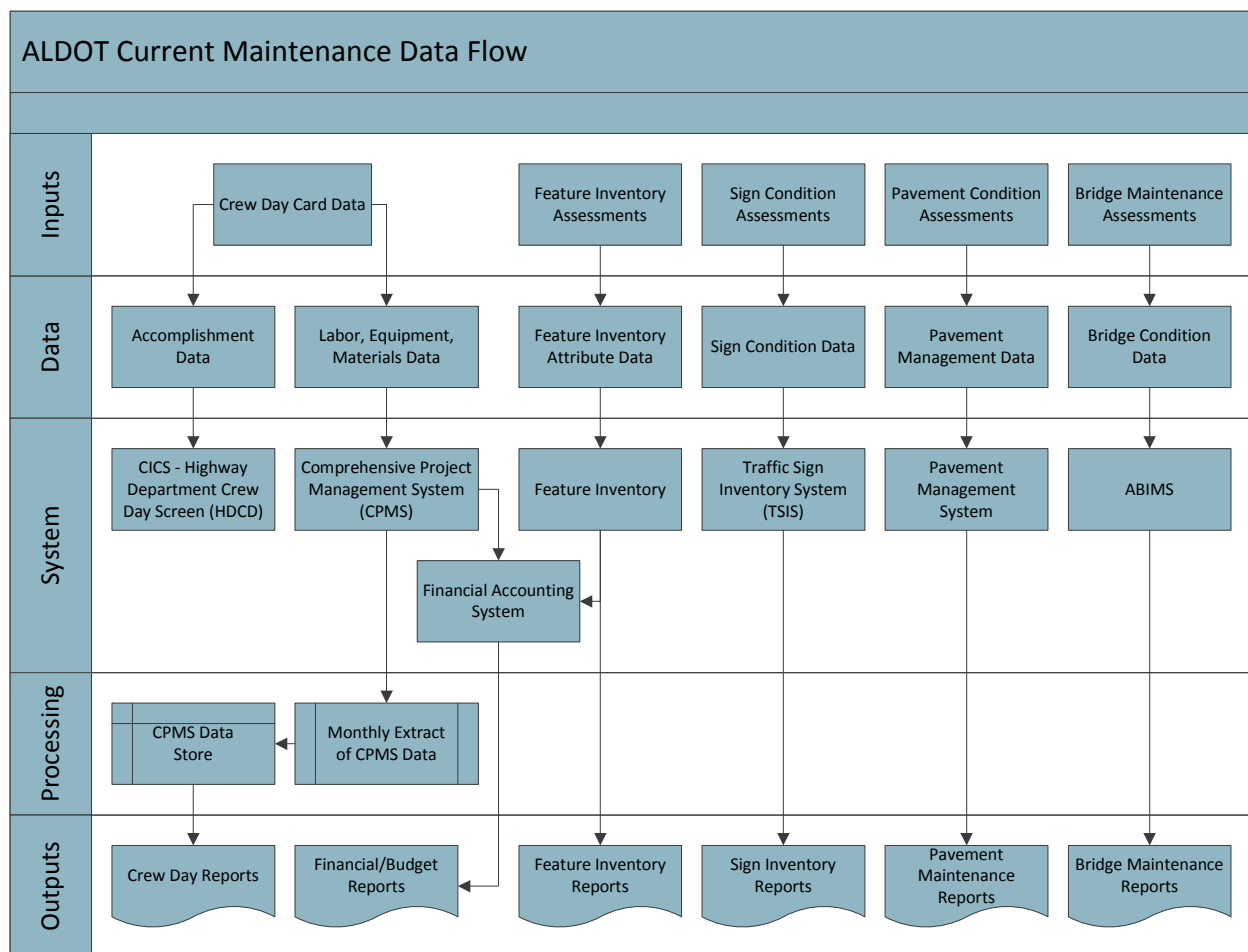 ALDOT Current Maintenance Data Flow
Inputs
Crew Day Card Data
Feature Inventory
Assessments
Sign Condition
Assessments
Pavement Condition
Assessments
Bridge Maintenance
Assessments
Data
Accomplishment
Data
Labor, Equipment,
Materials Data
Feature Inventory
Attribute Data
Sign Condition Data
Pavement
Management Data
Bridge Condition
Data
System
CICS - Highway
Department Crew
Day Screen (HDCD)
Comprehensive Project
Management System
(CPMS)
Feature Inventory
Traffic Sign
Inventory System
(TSIS)
Pavement
Management
System
ABIMS
Financial Accounting
System
Processing
CPMS Data
Store
Monthly Extract
of CPMS Data
Outputs
Crew Day Reports
Financial/Budget
Reports
Feature Inventory
Reports
Sign Inventory
Reports
Pavement
Maintenance
Reports
Bridge Maintenance
Reports